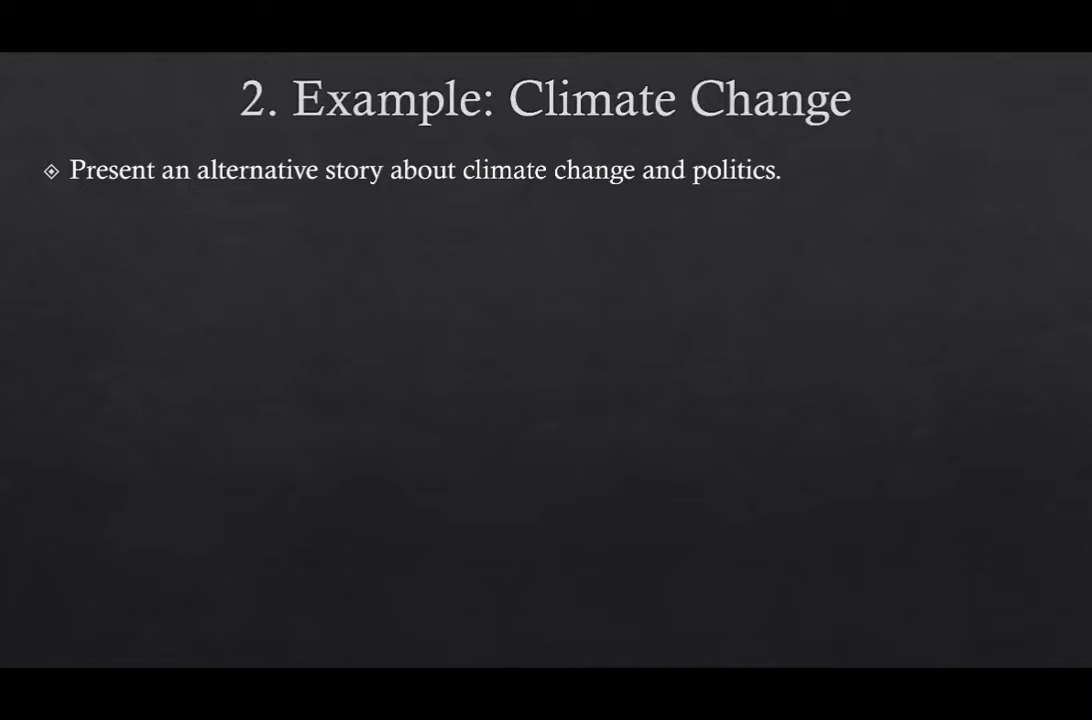 2. Example: Climate Change
Present an alternative story about climate change and politics.